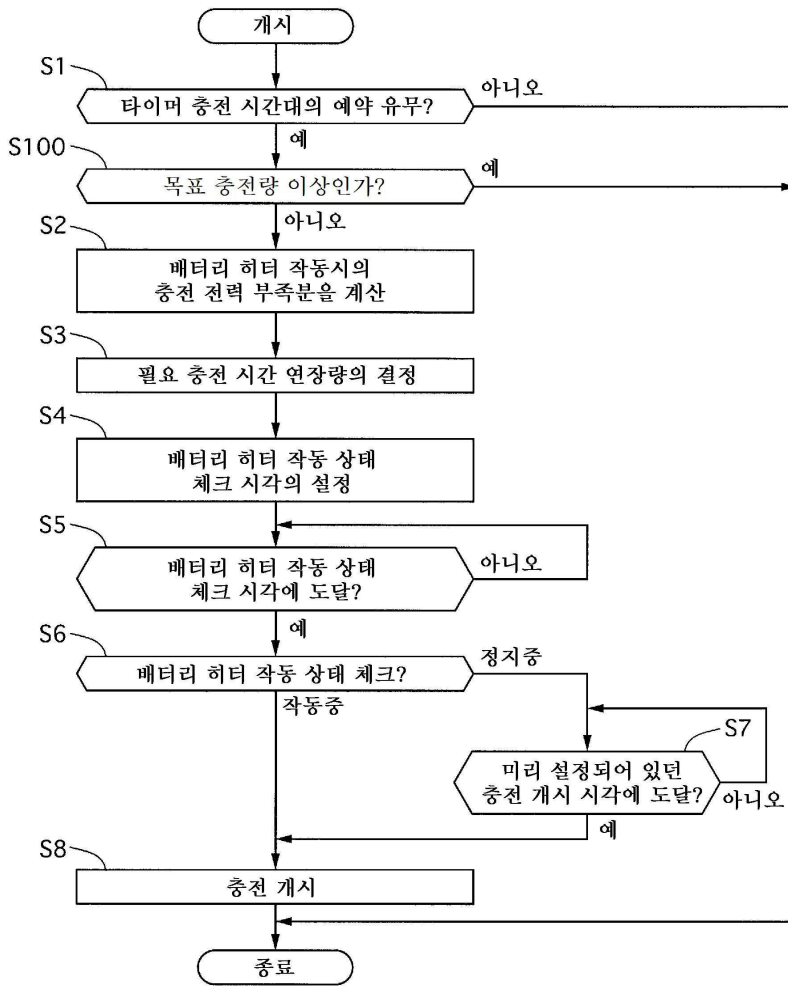 개시
S1
타이머 충전 시간대의 예약 유무?
아니오
예
S100
목표 충전량 이상인가?
예
아니오
S2
배터리 히터 작동시의
충전 전력 부족분을 계산
S3
필요 충전 시간 연장량의 결정
S4
배터리 히터 작동 상태
체크 시각의 설정
S5
배터리 히터 작동 상태
체크 시각에 도달?
아니오
예
S6
배터리 히터 작동 상태 체크?
정지중
작동중
S7
미리 설정되어 있던
충전 개시 시각에 도달?
아니오
예
S8
충전 개시
종료